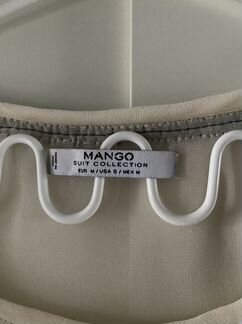 MANGO
SUIT COLLECTION
EUR M / USA S / MEX M